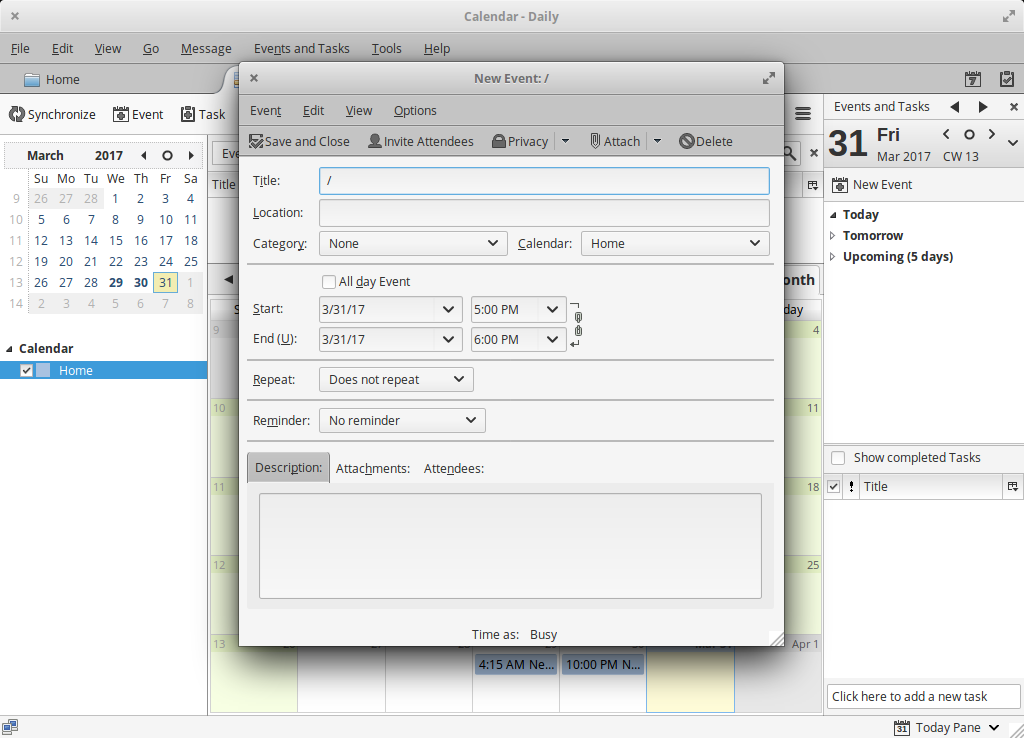 Calendar - Daily
File Edit View Go Message Events and Tasks Tools Help
Home
Synchronize Event Task
March 2017
Su Mo Tu We Th Fr Sa
9 26 27 28 1 2 3 4
10 5 6 7 8 9 10 11
11 12 13 14 15 16 17 18
12 19 20 21 22 23 24 25
13 26 27 28 29 30 31 1
14 2 3 4 5 6 7 8
Calendar
Home
Title
9
10
11
12
13
New Event: /
Event Edit View Options
Save and Close Invite Attendees Privacy Attach Delete
Title: /
Location:
Category: None Calendar: Home
All day Event
Start: 3/31/17 5:00 PM
End (U): 3/31/17 6:00 PM
Repeat: Does not repeat
Reminder: No reminder
Description: Attachments: Attendees:
Time as: Busy
onth
day
4
11
18
25
Apr 1
4:15 AM Ne... 10:00 PM N...
Events and Tasks
31 Fri
Mar 2017 CW 13
New Event
Today
Tomorrow
Upcoming (5 days)
Show completed Tasks
! Title
Click here to add a new task
31 Today Pane